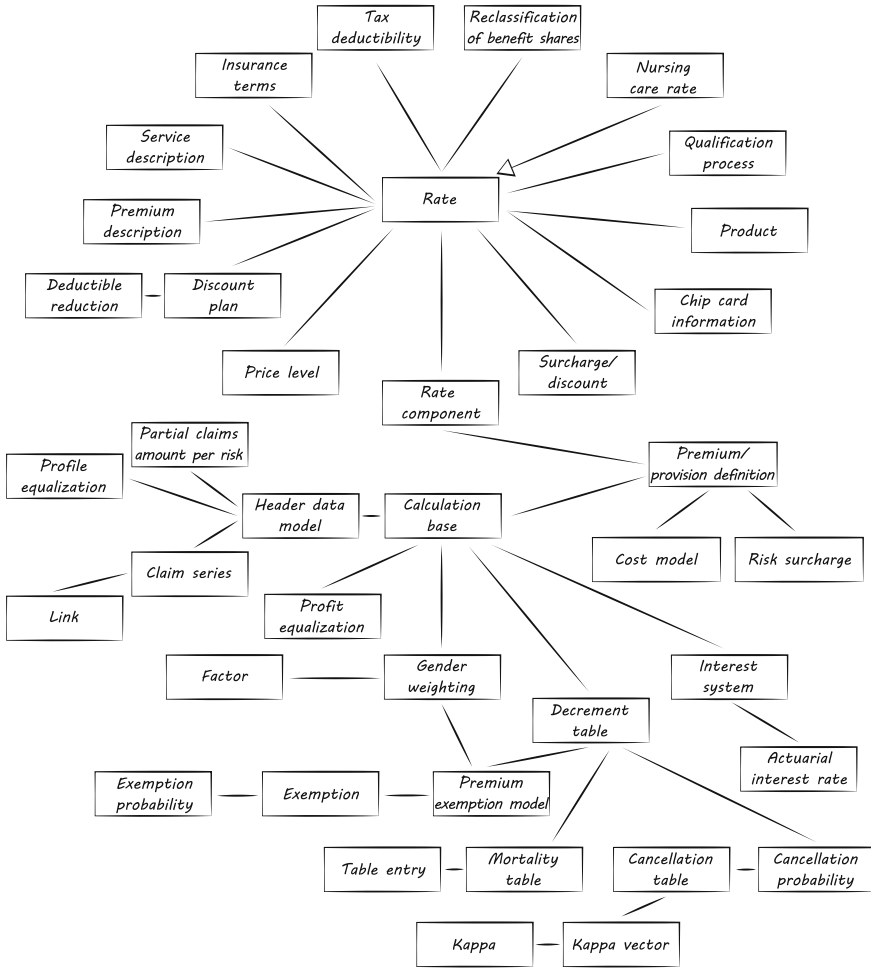 Tax
deductibility
Reclassification
of benefit shares
Insurance
terms
Nursing
care rate
Service
description
Qualification
process
Rate
Premium
description
Product
Deductible
reduction
Discount
plan
Chip card
information
Price level
Surcharge/
discount
Rate
component
Partial claims
amount per risk
Profile
equalization
Premium/
provision definition
Header data
model
Calculation
base
Cost model
Risk surcharge
Claim series
Link
Profit
equalization
Factor
Gender
weighting
Interest
system
Decrement
table
Actuarial
interest rate
Exemption
probability
Exemption
Premium
exemption model
Table entry
Mortality
table
Cancellation
table
Cancellation
probability
Kappa
Kappa vector